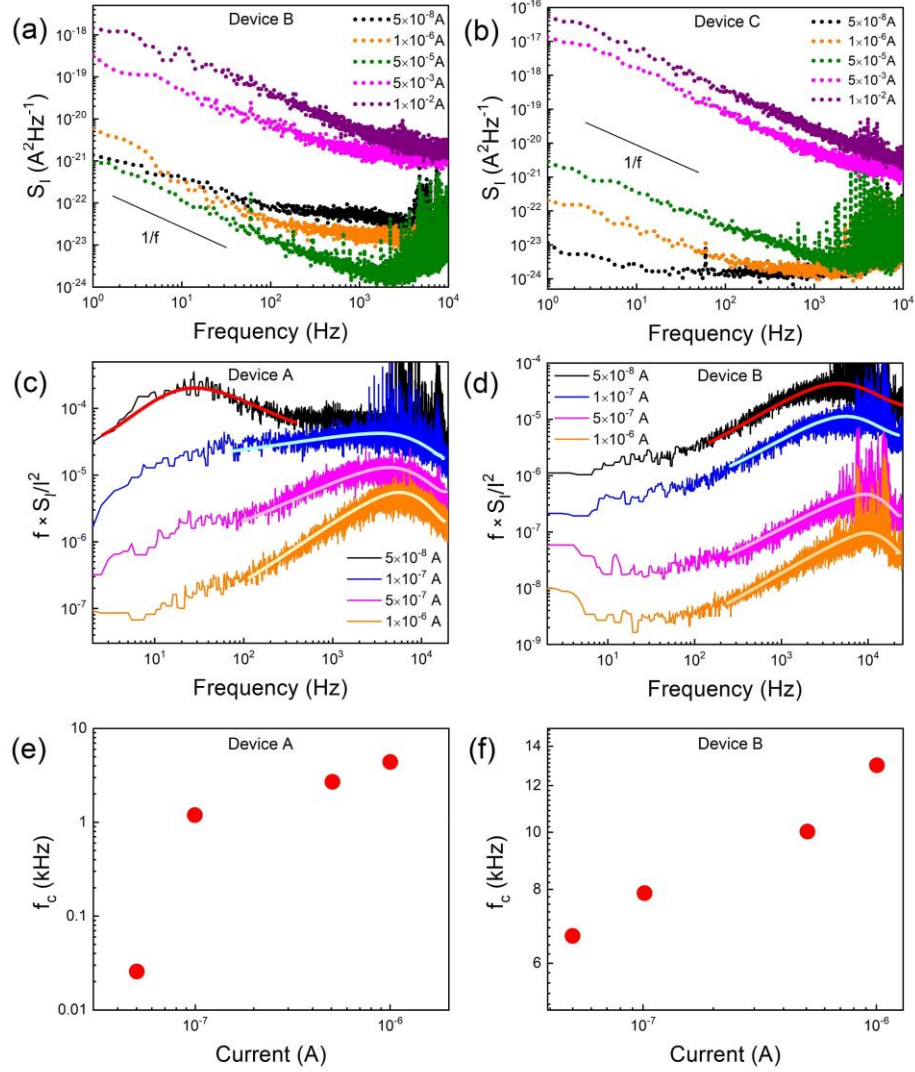 (a)
Device B
5×10⁻⁸A
1×10⁻⁶A
5×10⁻⁵A
5×10⁻³A
1×10⁻²A
1/f
S_I (A²Hz⁻¹)
10⁻¹⁸
10⁻¹⁹
10⁻²⁰
10⁻²¹
10⁻²²
10⁻²³
10⁻²⁴
10⁰ 10¹ 10² 10³ 10⁴
Frequency (Hz)
(b)
Device C
5×10⁻⁸A
1×10⁻⁶A
5×10⁻⁵A
5×10⁻³A
1×10⁻²A
1/f
S_I (A²Hz⁻¹)
10⁻¹⁶
10⁻¹⁷
10⁻¹⁸
10⁻¹⁹
10⁻²⁰
10⁻²¹
10⁻²²
10⁻²³
10⁻²⁴
10⁰ 10¹ 10² 10³ 10⁴
Frequency (Hz)
(c)
Device A
5×10⁻⁸ A
1×10⁻⁷ A
5×10⁻⁷ A
1×10⁻⁶ A
f × S_I/I²
10⁻⁴
10⁻⁵
10⁻⁶
10⁻⁷
10¹ 10² 10³ 10⁴
Frequency (Hz)
(d)
Device B
5×10⁻⁸ A
1×10⁻⁷ A
5×10⁻⁷ A
1×10⁻⁶ A
f × S_I/I²
10⁻⁴
10⁻⁵
10⁻⁶
10⁻⁷
10⁻⁸
10⁻⁹
10¹ 10² 10³ 10⁴
Frequency (Hz)
(e)
Device A
f_c (kHz)
10
1
0.1
0.01
10⁻⁷ 10⁻⁶
Current (A)
(f)
Device B
f_c (kHz)
14
12
10
8
6
10⁻⁷ 10⁻⁶
Current (A)